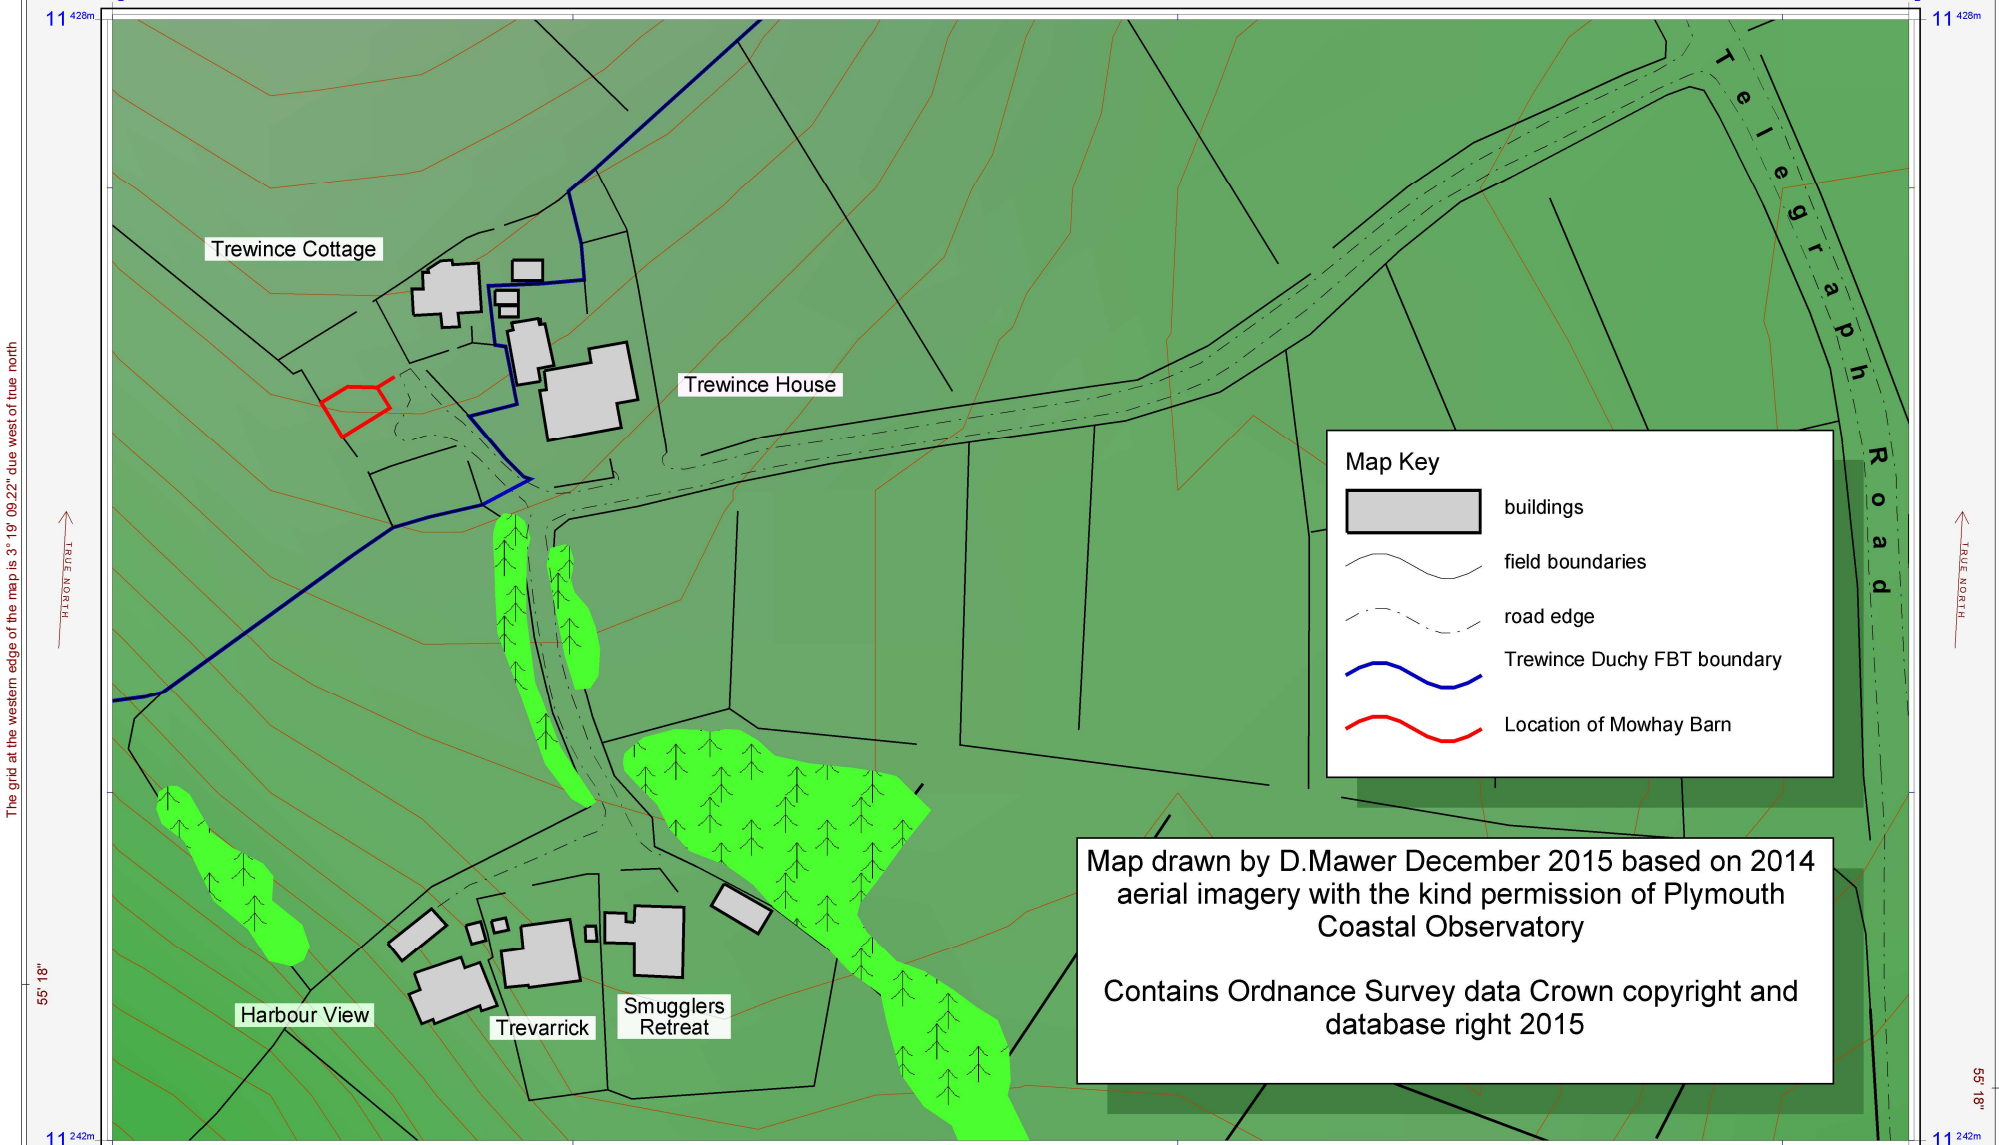 11 428m
11 428m
Telegraph Road
Trewince Cottage
Trewince House
The grid at the western edge of the map is 3° 19' 09.22" due west of true north
TRUE NORTH
TRUE NORTH
Map Key
buildings
field boundaries
road edge
Trewince Duchy FBT boundary
Location of Mowhay Barn
Map drawn by D.Mawer December 2015 based on 2014
aerial imagery with the kind permission of Plymouth
Coastal Observatory
Contains Ordnance Survey data Crown copyright and
database right 2015
55' 18"
Harbour View
Trevarrick
Smugglers
Retreat
55' 18"
11 242m
11 242m